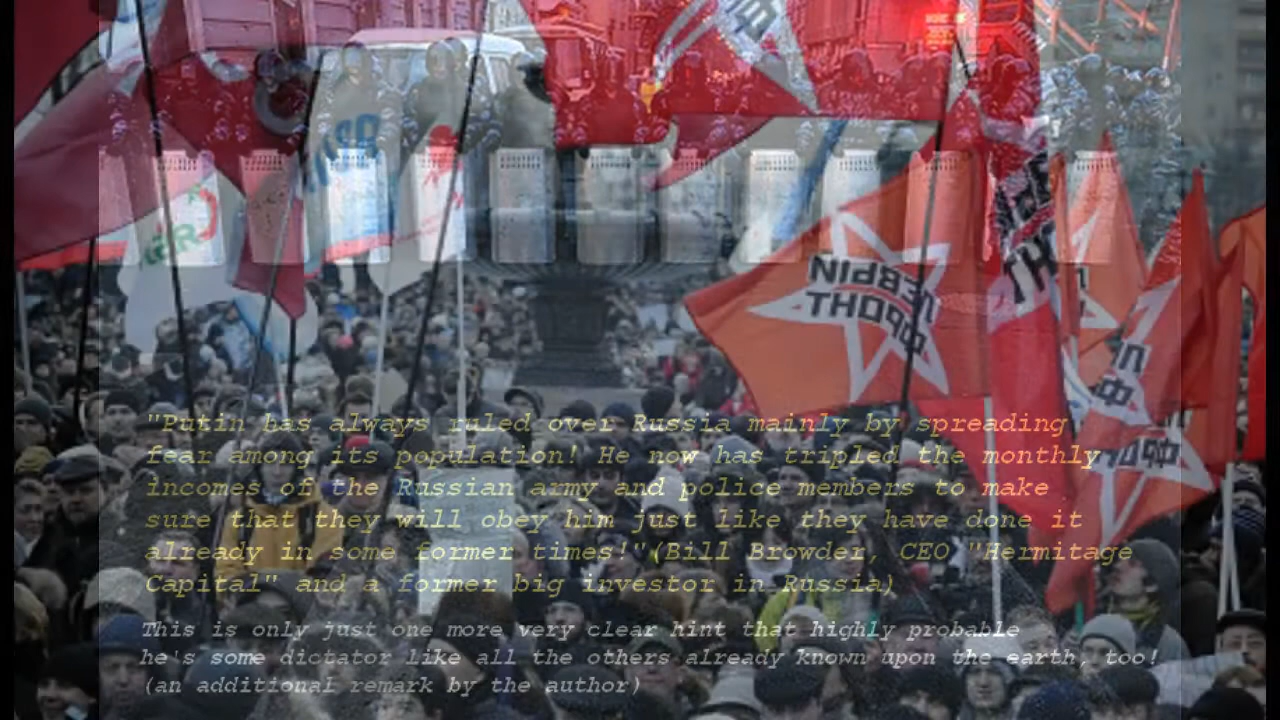 ЛЕВЫЙ
ФРОНТ
"Putin has always ruled over Russia mainly by spreading
fear among its population! He now has tripled the monthly
incomes of the Russian army and police members to make
sure that they will obey him just like they have done it
already in some former times!"(Bill Browder, CEO "Hermitage
Capital" and a former big investor in Russia)
This is only just one more very clear hint that highly probable
he's some dictator like all the others already known upon the earth, too!
(an additional remark by the author)